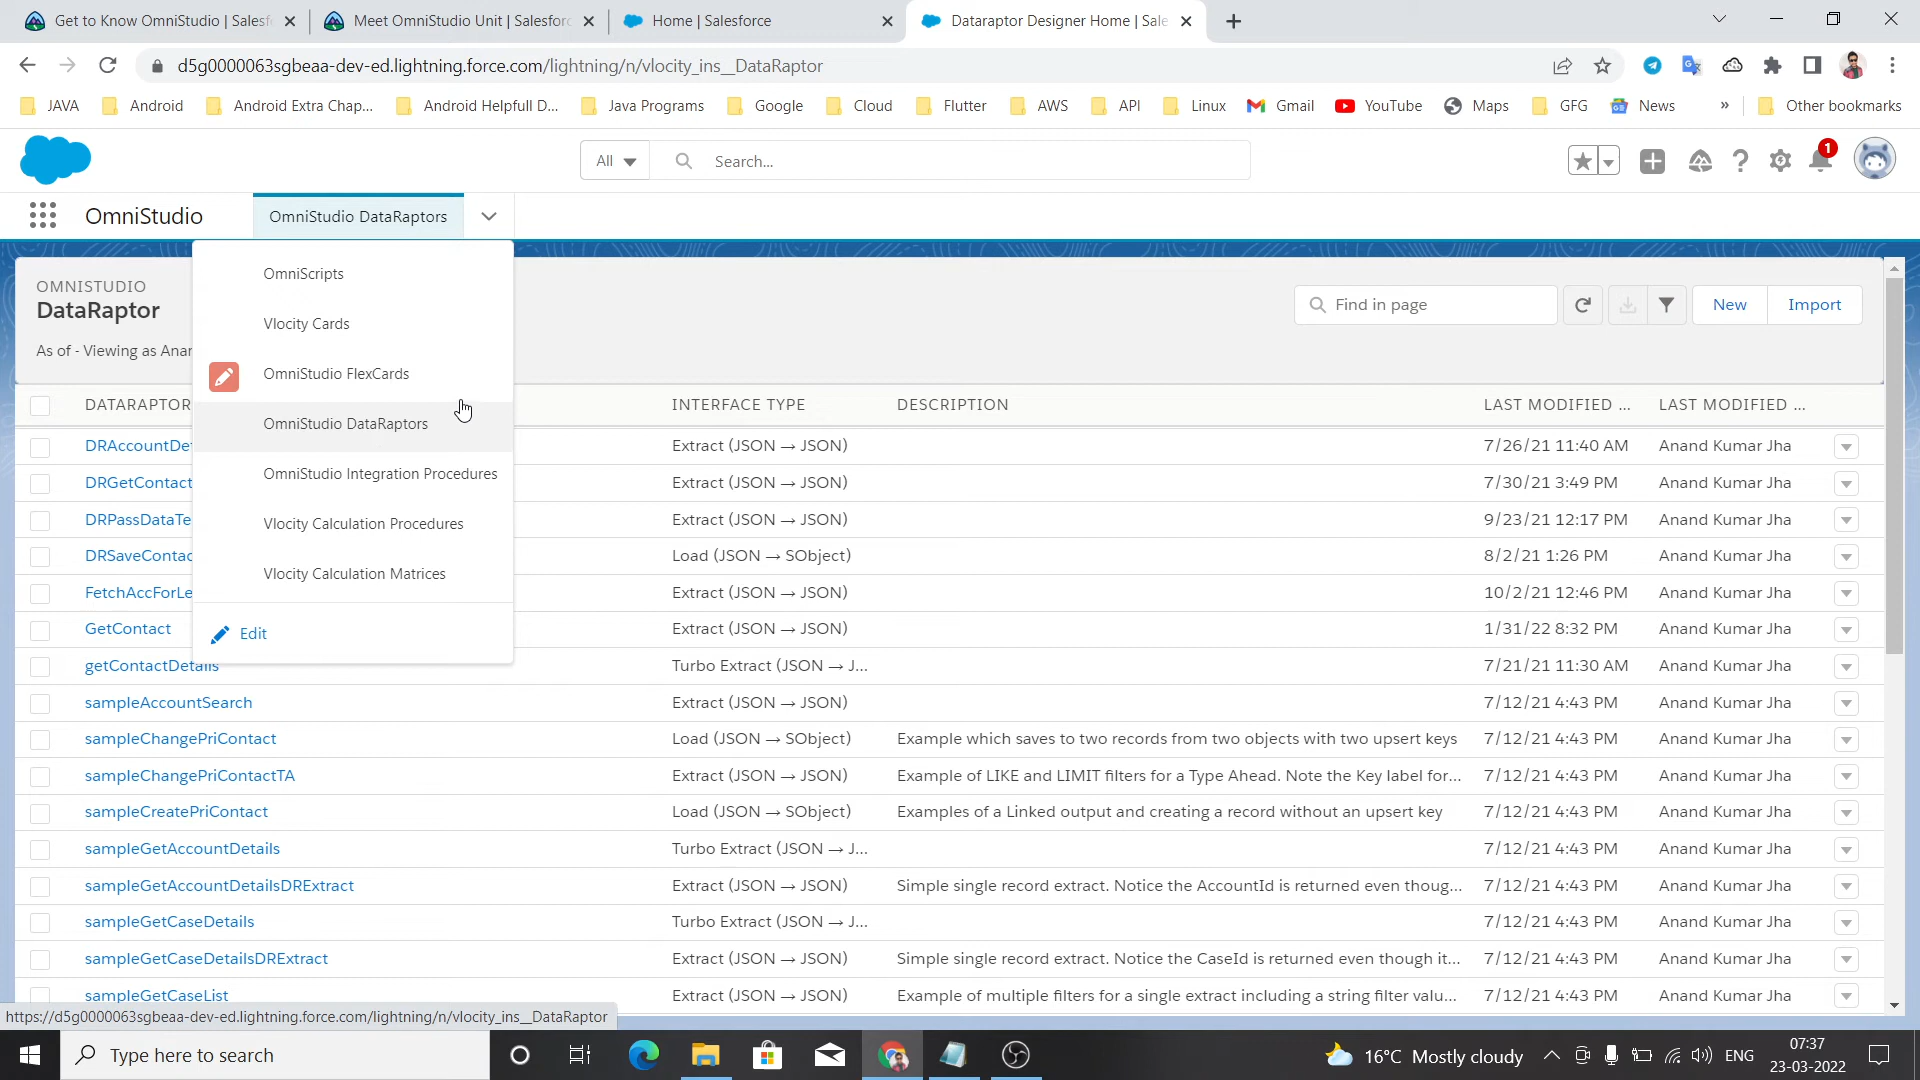 Get to Know OmniStudio | Salesf
Meet OmniStudio Unit | Salesforc
Home | Salesforce
Dataraptor Designer Home | Sale
d5g0000063sgbeaa-dev-ed.lightning.force.com/lightning/n/vlocity_ins__DataRaptor
JAVA
Android
Android Extra Chap...
Android Helpfull D...
Java Programs
Google
Cloud
Flutter
AWS
API
Linux
Gmail
YouTube
Maps
GFG
News
»
Other bookmarks
All
Search...
1
OmniStudio
OmniStudio DataRaptors
OmniScripts
Vlocity Cards
OmniStudio FlexCards
OmniStudio DataRaptors
OmniStudio Integration Procedures
Vlocity Calculation Procedures
Vlocity Calculation Matrices
Edit
OMNISTUDIO
DataRaptor
As of - Viewing as Anan
Find in page
New
Import
DATARAPTOR INTERFACE TYPE DESCRIPTION LAST MODIFIED ... LAST MODIFIED ...
DRAccountDet Extract (JSON → JSON) 7/26/21 11:40 AM Anand Kumar Jha
DRGetContact Extract (JSON → JSON) 7/30/21 3:49 PM Anand Kumar Jha
DRPassDataTe Extract (JSON → JSON) 9/23/21 12:17 PM Anand Kumar Jha
DRSaveContac Load (JSON → SObject) 8/2/21 1:26 PM Anand Kumar Jha
FetchAccForLe Extract (JSON → JSON) 10/2/21 12:46 PM Anand Kumar Jha
GetContact Extract (JSON → JSON) 1/31/22 8:32 PM Anand Kumar Jha
getContactDetails Turbo Extract (JSON → J... 7/21/21 11:30 AM Anand Kumar Jha
sampleAccountSearch Extract (JSON → JSON) 7/12/21 4:43 PM Anand Kumar Jha
sampleChangePriContact Load (JSON → SObject) Example which saves to two records from two objects with two upsert keys 7/12/21 4:43 PM Anand Kumar Jha
sampleChangePriContactTA Extract (JSON → JSON) Example of LIKE and LIMIT filters for a Type Ahead. Note the Key label for... 7/12/21 4:43 PM Anand Kumar Jha
sampleCreatePriContact Load (JSON → SObject) Examples of a Linked output and creating a record without an upsert key 7/12/21 4:43 PM Anand Kumar Jha
sampleGetAccountDetails Turbo Extract (JSON → J... 7/12/21 4:43 PM Anand Kumar Jha
sampleGetAccountDetailsDRExtract Extract (JSON → JSON) Simple single record extract. Notice the AccountId is returned even thoug... 7/12/21 4:43 PM Anand Kumar Jha
sampleGetCaseDetails Turbo Extract (JSON → J... 7/12/21 4:43 PM Anand Kumar Jha
sampleGetCaseDetailsDRExtract Extract (JSON → JSON) Simple single record extract. Notice the CaseId is returned even though it... 7/12/21 4:43 PM Anand Kumar Jha
sampleGetCaseList Extract (JSON → JSON) Example of multiple filters for a single extract including a string filter valu... 7/12/21 4:43 PM Anand Kumar Jha
https://d5g0000063sgbeaa-dev-ed.lightning.force.com/lightning/n/vlocity_ins__DataRaptor
Type here to search
16°C Mostly cloudy
ENG
07:37
23-03-2022